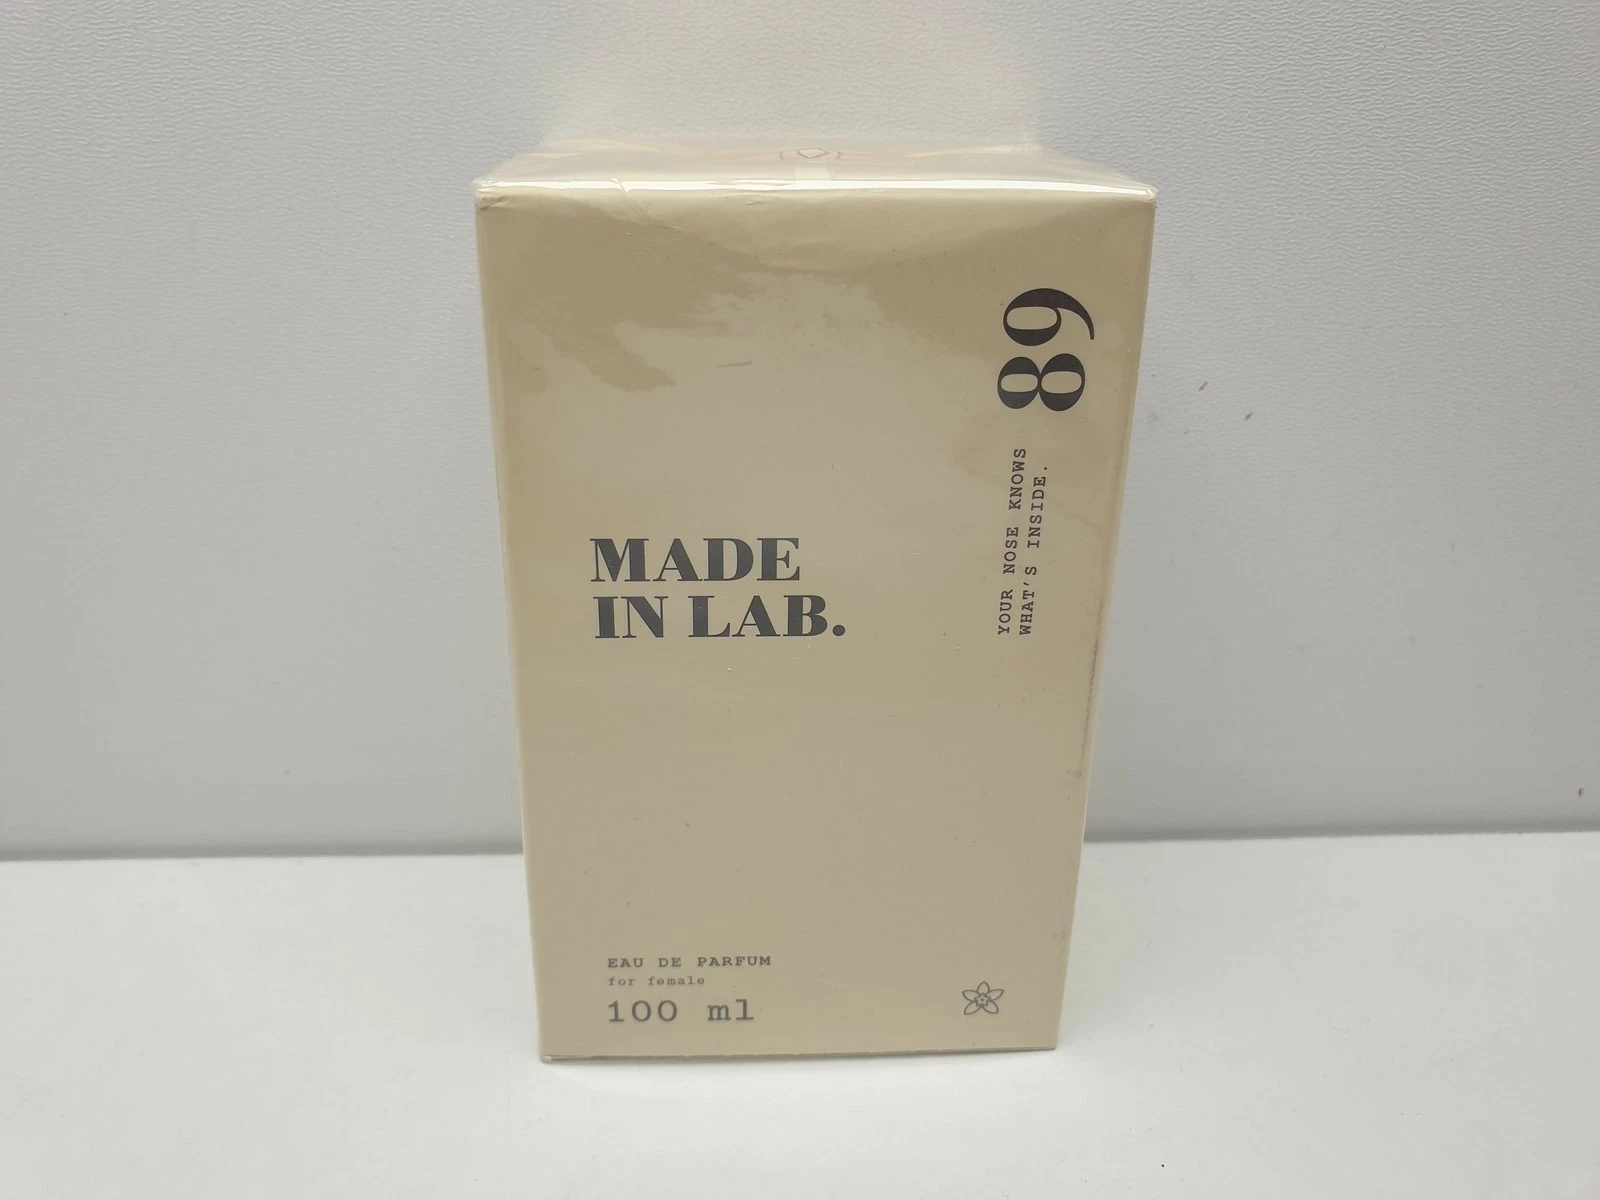 89
YOUR NOSE KNOWS
WHAT'S INSIDE.
MADE
IN LAB.
EAU DE PARFUM
for female
100 ml